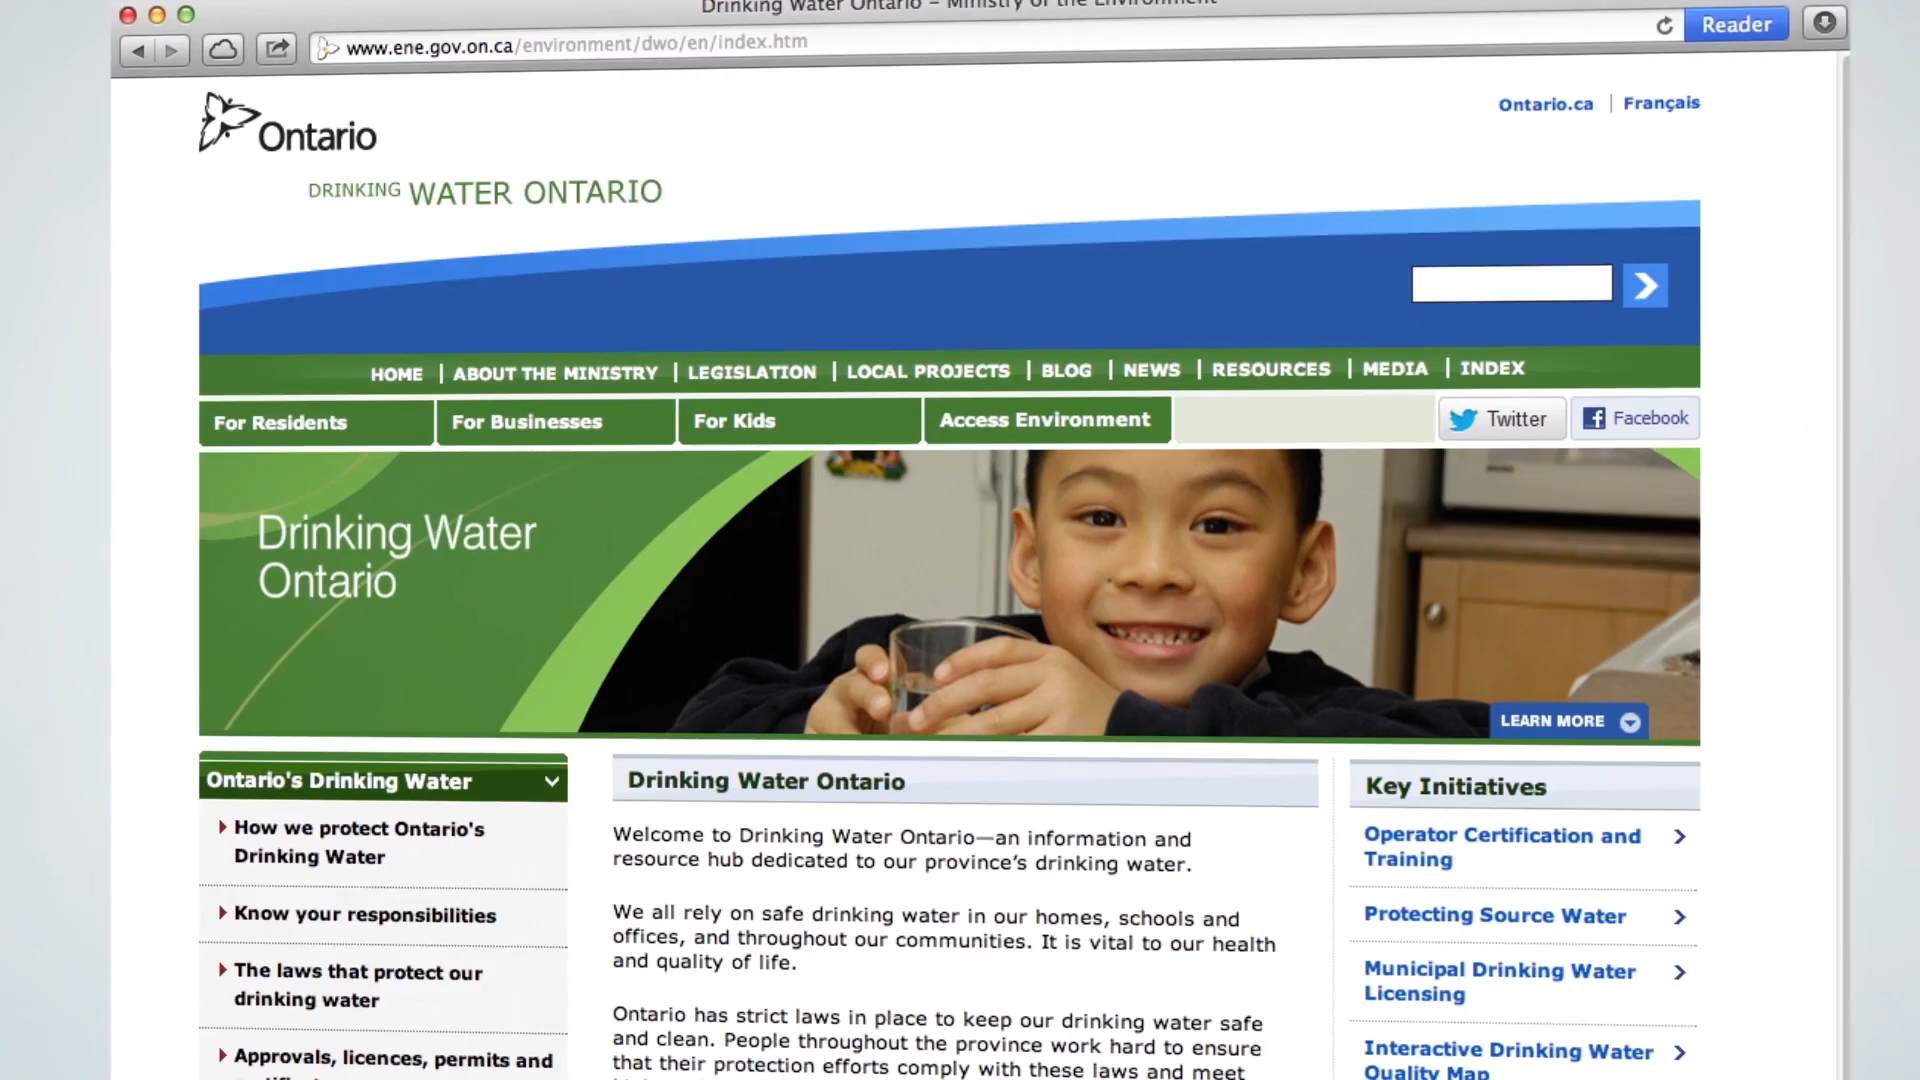 Drinking Water Ontario – Ministry of the Environment
www.ene.gov.on.ca/environment/dwo/en/index.htm
Reader
Ontario
Ontario.ca | Français
DRINKING WATER ONTARIO
HOME | ABOUT THE MINISTRY | LEGISLATION | LOCAL PROJECTS | BLOG | NEWS | RESOURCES | MEDIA | INDEX
For Residents
For Businesses
For Kids
Access Environment
Twitter
Facebook
Drinking Water
Ontario
LEARN MORE
Ontario's Drinking Water
How we protect Ontario's
Drinking Water
Know your responsibilities
The laws that protect our
drinking water
Approvals, licences, permits and
Drinking Water Ontario
Welcome to Drinking Water Ontario—an information and
resource hub dedicated to our province's drinking water.
We all rely on safe drinking water in our homes, schools and
offices, and throughout our communities. It is vital to our health
and quality of life.
Ontario has strict laws in place to keep our drinking water safe
and clean. People throughout the province work hard to ensure
that their protection efforts comply with these laws and meet
Key Initiatives
Operator Certification and
Training
Protecting Source Water
Municipal Drinking Water
Licensing
Interactive Drinking Water
Quality Map